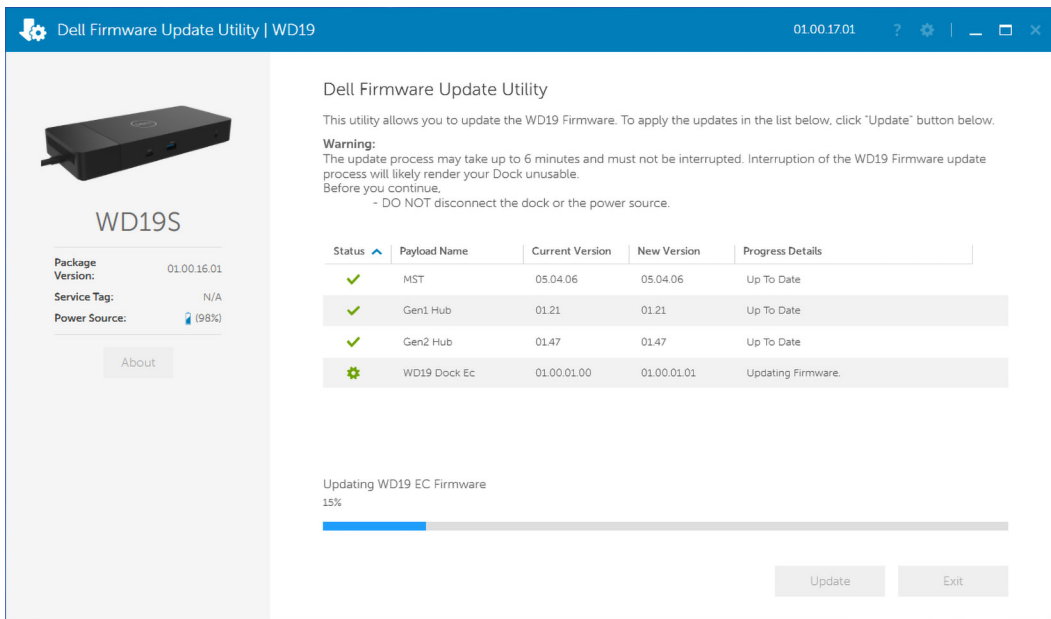 Dell Firmware Update Utility | WD19
01.00.17.01
?
DELL
WD19S
Package Version: 01.00.16.01
Service Tag: N/A
Power Source: (98%)
About
Dell Firmware Update Utility
This utility allows you to update the WD19 Firmware. To apply the updates in the list below, click "Update" button below.
Warning:
The update process may take up to 6 minutes and must not be interrupted. Interruption of the WD19 Firmware update
process will likely render your Dock unusable.
Before you continue,
- DO NOT disconnect the dock or the power source.
Status Payload Name Current Version New Version Progress Details
MST 05.04.06 05.04.06 Up To Date
Gen1 Hub 01.21 01.21 Up To Date
Gen2 Hub 01.47 01.47 Up To Date
WD19 Dock Ec 01.00.01.00 01.00.01.01 Updating Firmware.
Updating WD19 EC Firmware
15%
Update Exit